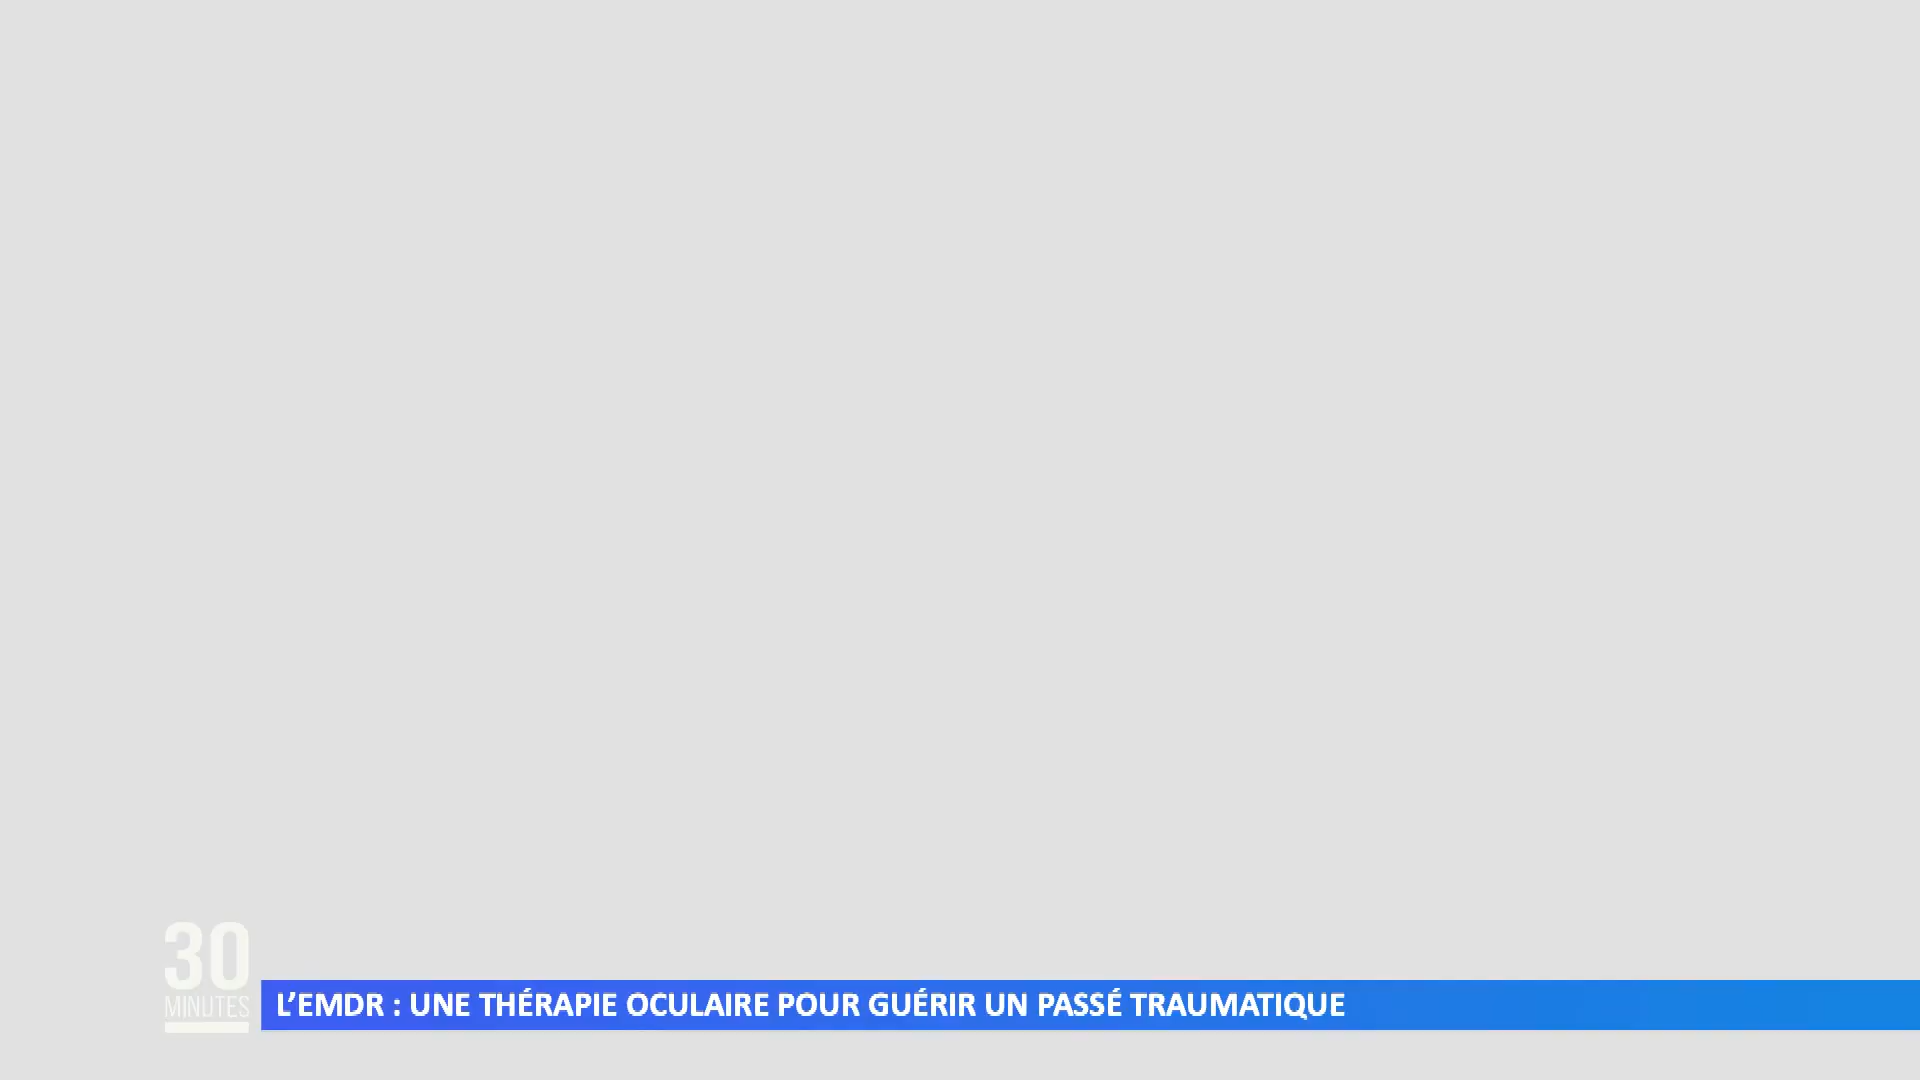 30
MINUTES
L'EMDR : UNE THÉRAPIE OCULAIRE POUR GUÉRIR UN PASSÉ TRAUMATIQUE